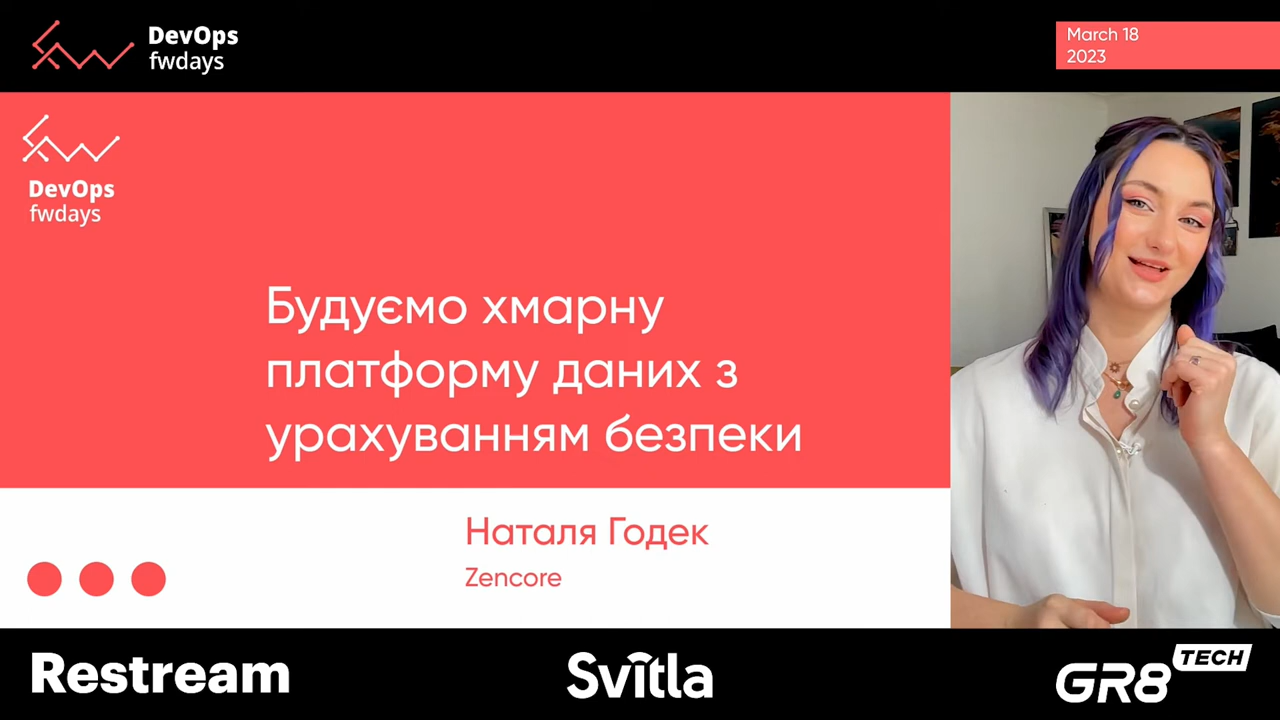 DevOps
fwdays
March 18
2023
DevOps
fwdays
Будуємо хмарну
платформу даних з
урахуванням безпеки
Наталя Годек
Zencore
Restream
Svitla
GR8 TECH